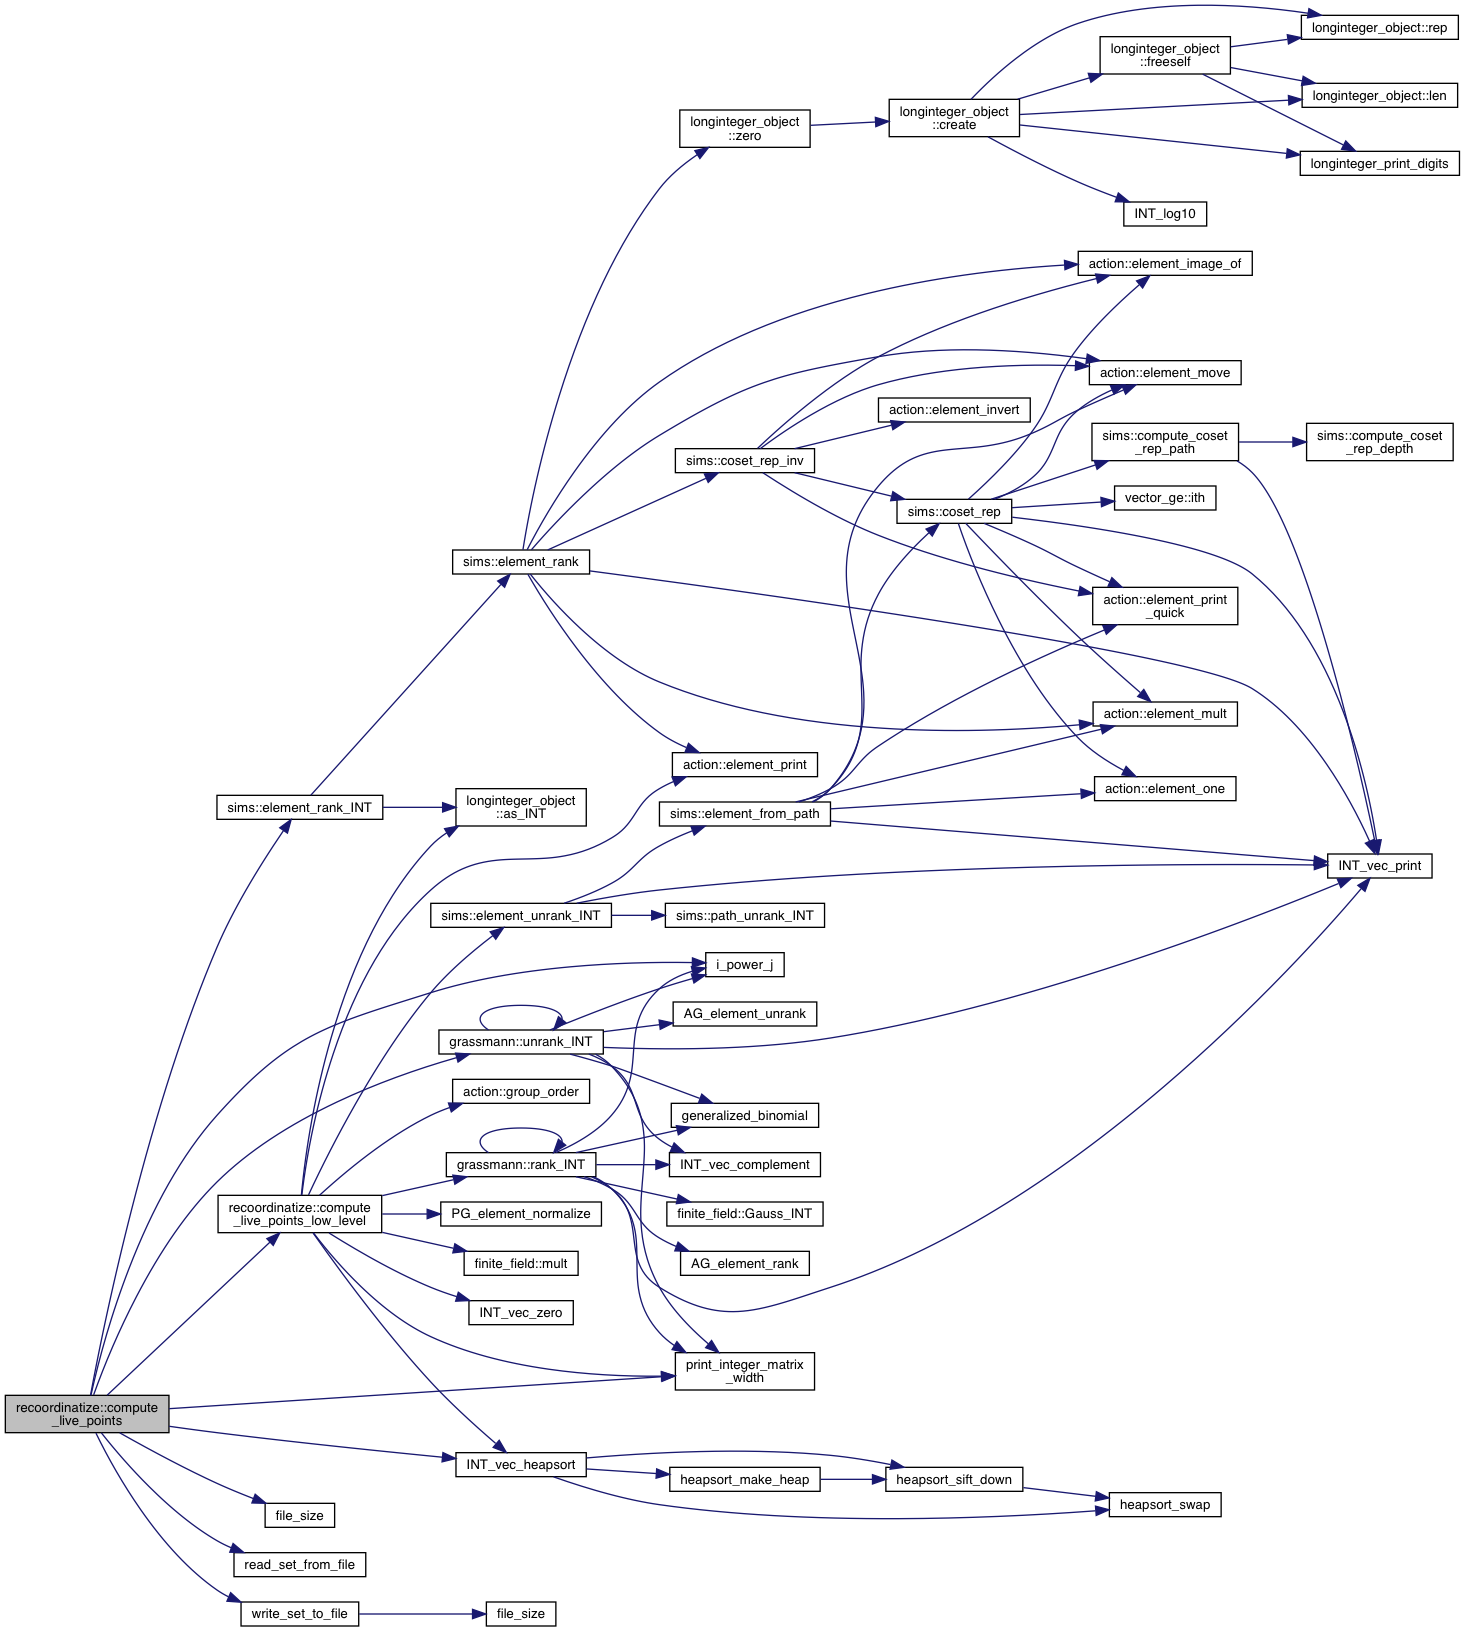 longinteger_object::rep
longinteger_object
::freeself
longinteger_object::len
longinteger_object
::create
longinteger_object
::zero
longinteger_print_digits
INT_log10
action::element_image_of
action::element_move
action::element_invert
sims::compute_coset
_rep_path
sims::compute_coset
_rep_depth
sims::coset_rep_inv
vector_ge::ith
sims::coset_rep
sims::element_rank
action::element_print
_quick
action::element_mult
action::element_print
action::element_one
sims::element_rank_INT
longinteger_object
::as_INT
sims::element_from_path
INT_vec_print
sims::element_unrank_INT
sims::path_unrank_INT
i_power_j
AG_element_unrank
grassmann::unrank_INT
action::group_order
generalized_binomial
grassmann::rank_INT
INT_vec_complement
recoordinatize::compute
_live_points_low_level
PG_element_normalize
finite_field::Gauss_INT
finite_field::mult
AG_element_rank
INT_vec_zero
print_integer_matrix
_width
recoordinatize::compute
_live_points
INT_vec_heapsort
heapsort_make_heap
heapsort_sift_down
heapsort_swap
file_size
read_set_from_file
write_set_to_file
file_size